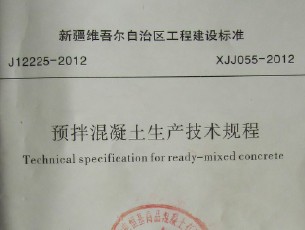 新疆维吾尔自治区工程建设标准
J12225-2012 XJJ055-2012
预拌混凝土生产技术规程
Technical specification for ready-mixed concrete